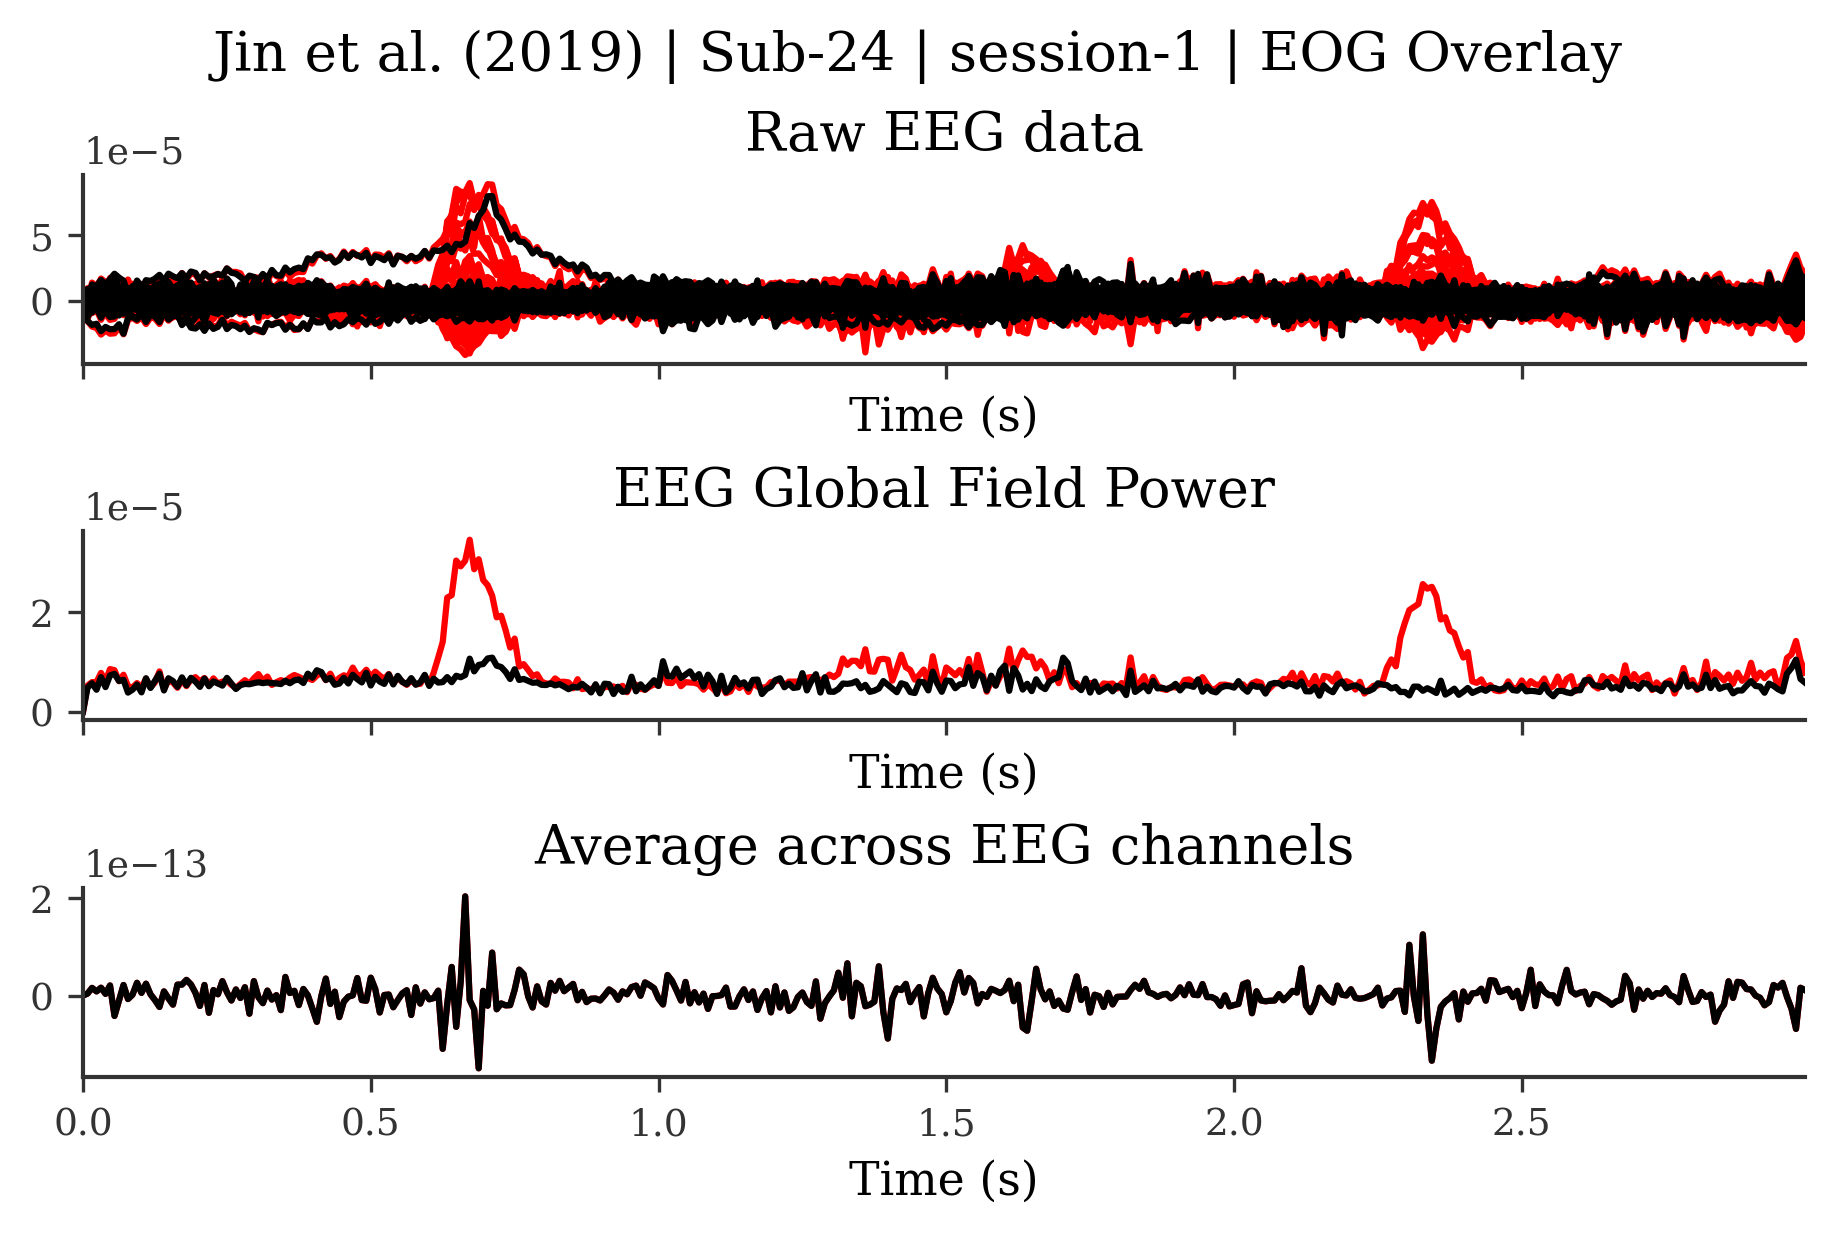 Jin et al. (2019) | Sub-24 | session-1 | EOG Overlay
Raw EEG data
1e−5
5
0
Time (s)
EEG Global Field Power
1e−5
2
0
Time (s)
Average across EEG channels
1e−13
2
0
0.0 0.5 1.0 1.5 2.0 2.5
Time (s)